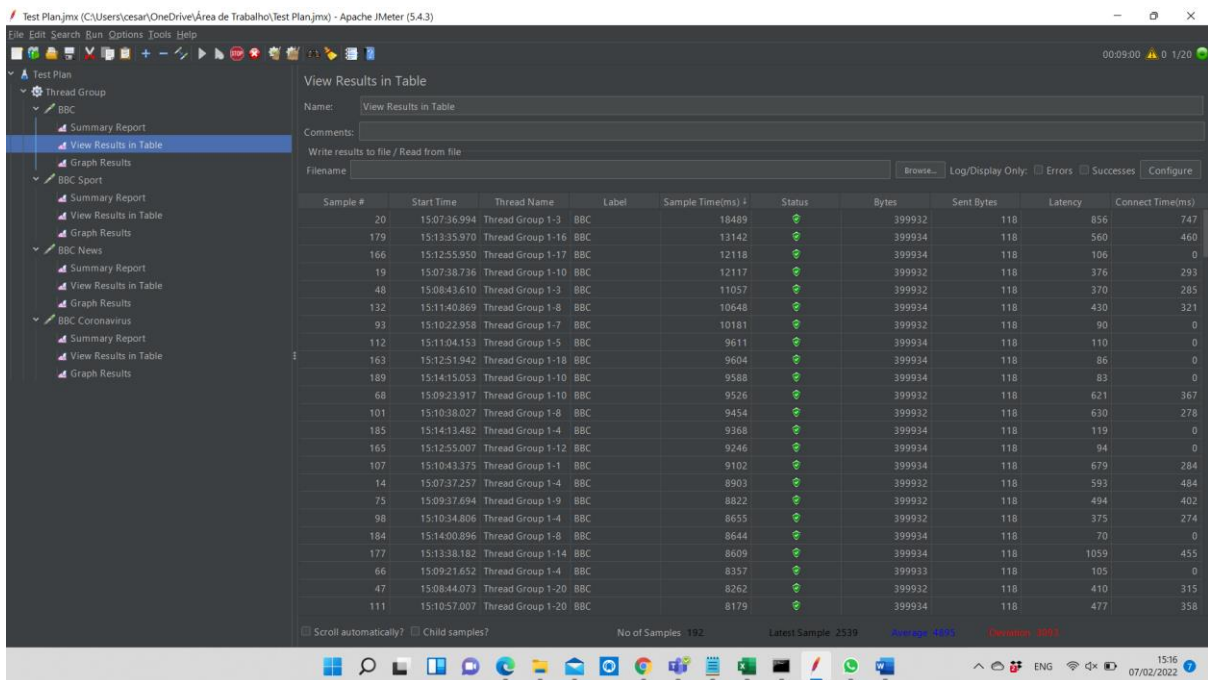 Test Plan.jmx (C:\Users\cesar\OneDrive\Área de Trabalho\Test Plan.jmx) - Apache JMeter (5.4.3)
File Edit Search Run Options Tools Help
00:09:00 0 1/20
Test Plan
Thread Group
BBC
Summary Report
View Results in Table
Graph Results
BBC Sport
Summary Report
View Results in Table
Graph Results
BBC News
Summary Report
View Results in Table
Graph Results
BBC Coronavirus
Summary Report
View Results in Table
Graph Results
View Results in Table
Name: View Results in Table
Comments:
Write results to file / Read from file
Filename Browse... Log/Display Only: Errors Successes Configure
Sample # Start Time Thread Name Label Sample Time(ms) Status Bytes Sent Bytes Latency Connect Time(ms)
20 15:07:36.994 Thread Group 1-3 BBC 18489 399932 118 856 747
179 15:13:35.970 Thread Group 1-16 BBC 13142 399934 118 560 460
166 15:12:55.950 Thread Group 1-17 BBC 12118 399934 118 106 0
19 15:07:38.736 Thread Group 1-10 BBC 12117 399932 118 376 293
48 15:08:43.610 Thread Group 1-3 BBC 11057 399932 118 370 285
132 15:11:40.869 Thread Group 1-8 BBC 10648 399934 118 430 321
93 15:10:22.958 Thread Group 1-7 BBC 10181 399932 118 90 0
112 15:11:04.153 Thread Group 1-5 BBC 9611 399934 118 110 0
163 15:12:51.942 Thread Group 1-18 BBC 9604 399934 118 86 0
189 15:14:15.053 Thread Group 1-10 BBC 9588 399934 118 83 0
68 15:09:23.917 Thread Group 1-10 BBC 9526 399932 118 621 367
101 15:10:38.027 Thread Group 1-8 BBC 9454 399932 118 630 278
185 15:14:13.482 Thread Group 1-4 BBC 9368 399934 118 119 0
165 15:12:55.007 Thread Group 1-12 BBC 9246 399934 118 94 0
107 15:10:43.375 Thread Group 1-1 BBC 9102 399934 118 679 284
14 15:07:37.257 Thread Group 1-4 BBC 8903 399932 118 593 484
75 15:09:37.694 Thread Group 1-9 BBC 8822 399932 118 494 402
98 15:10:34.806 Thread Group 1-4 BBC 8655 399932 118 375 274
184 15:14:00.896 Thread Group 1-8 BBC 8644 399934 118 70 0
177 15:13:38.182 Thread Group 1-14 BBC 8609 399934 118 1059 455
66 15:09:21.652 Thread Group 1-4 BBC 8357 399933 118 105 0
47 15:08:44.073 Thread Group 1-20 BBC 8262 399932 118 410 315
111 15:10:57.007 Thread Group 1-20 BBC 8179 399934 118 477 358
Scroll automatically? Child samples? No of Samples 192 Latest Sample 2539 Average 4895 Deviation
ENG 15:16
07/02/2022